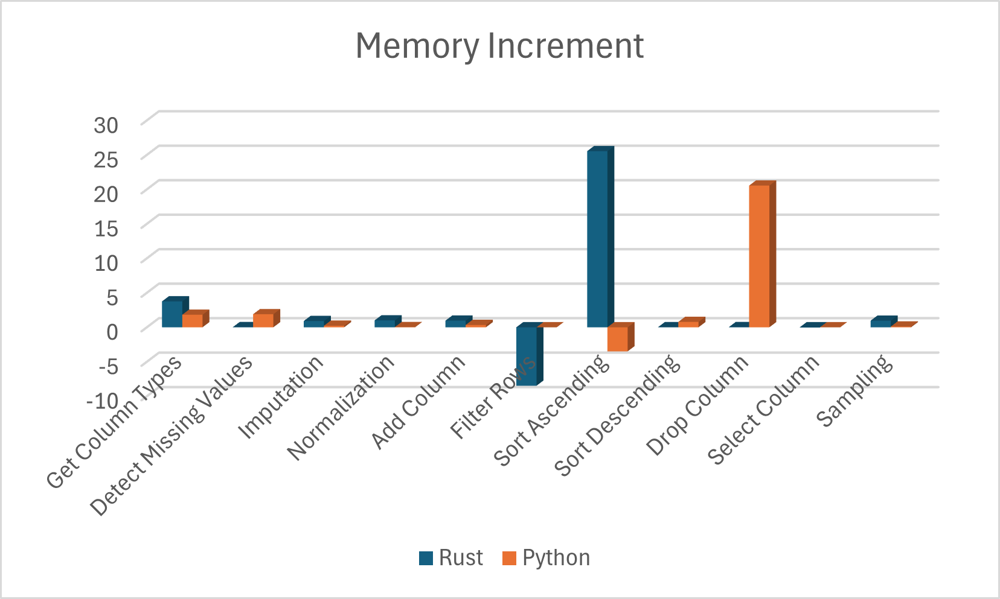 Memory Increment
30
25
20
15
10
5
0
-5
-10
Get Column Types
Detect Missing Values
Imputation
Normalization
Add Column
Filter Rows
Sort Ascending
Sort Descending
Drop Column
Select Column
Sampling
Rust
Python